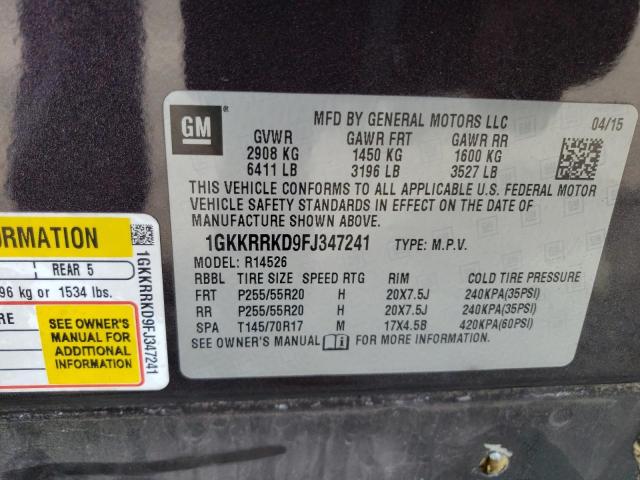 GM
MFD BY GENERAL MOTORS LLC
04/15
GVWR GAWR FRT GAWR RR
2908 KG 1450 KG 1600 KG
6411 LB 3196 LB 3527 LB
THIS VEHICLE CONFORMS TO ALL APPLICABLE U.S. FEDERAL MOTOR
VEHICLE SAFETY STANDARDS IN EFFECT ON THE DATE OF
MANUFACTURE SHOWN ABOVE.
1GKKRRKD9FJ347241 TYPE: M.P.V.
MODEL: R14526
RBBL TIRE SIZE SPEED RTG RIM COLD TIRE PRESSURE
FRT P255/55R20 H 20X7.5J 240KPA(35PSI)
RR P255/55R20 H 20X7.5J 240KPA(35PSI)
SPA T145/70R17 M 17X4.5B 420KPA(60PSI)
SEE OWNER'S MANUAL FOR MORE INFORMATION.
ORMATION
REAR 5
96 kg or 1534 lbs.
RE
SEE OWNER'S
MANUAL FOR
ADDITIONAL
INFORMATION
1GKKRRKD9FJ347241